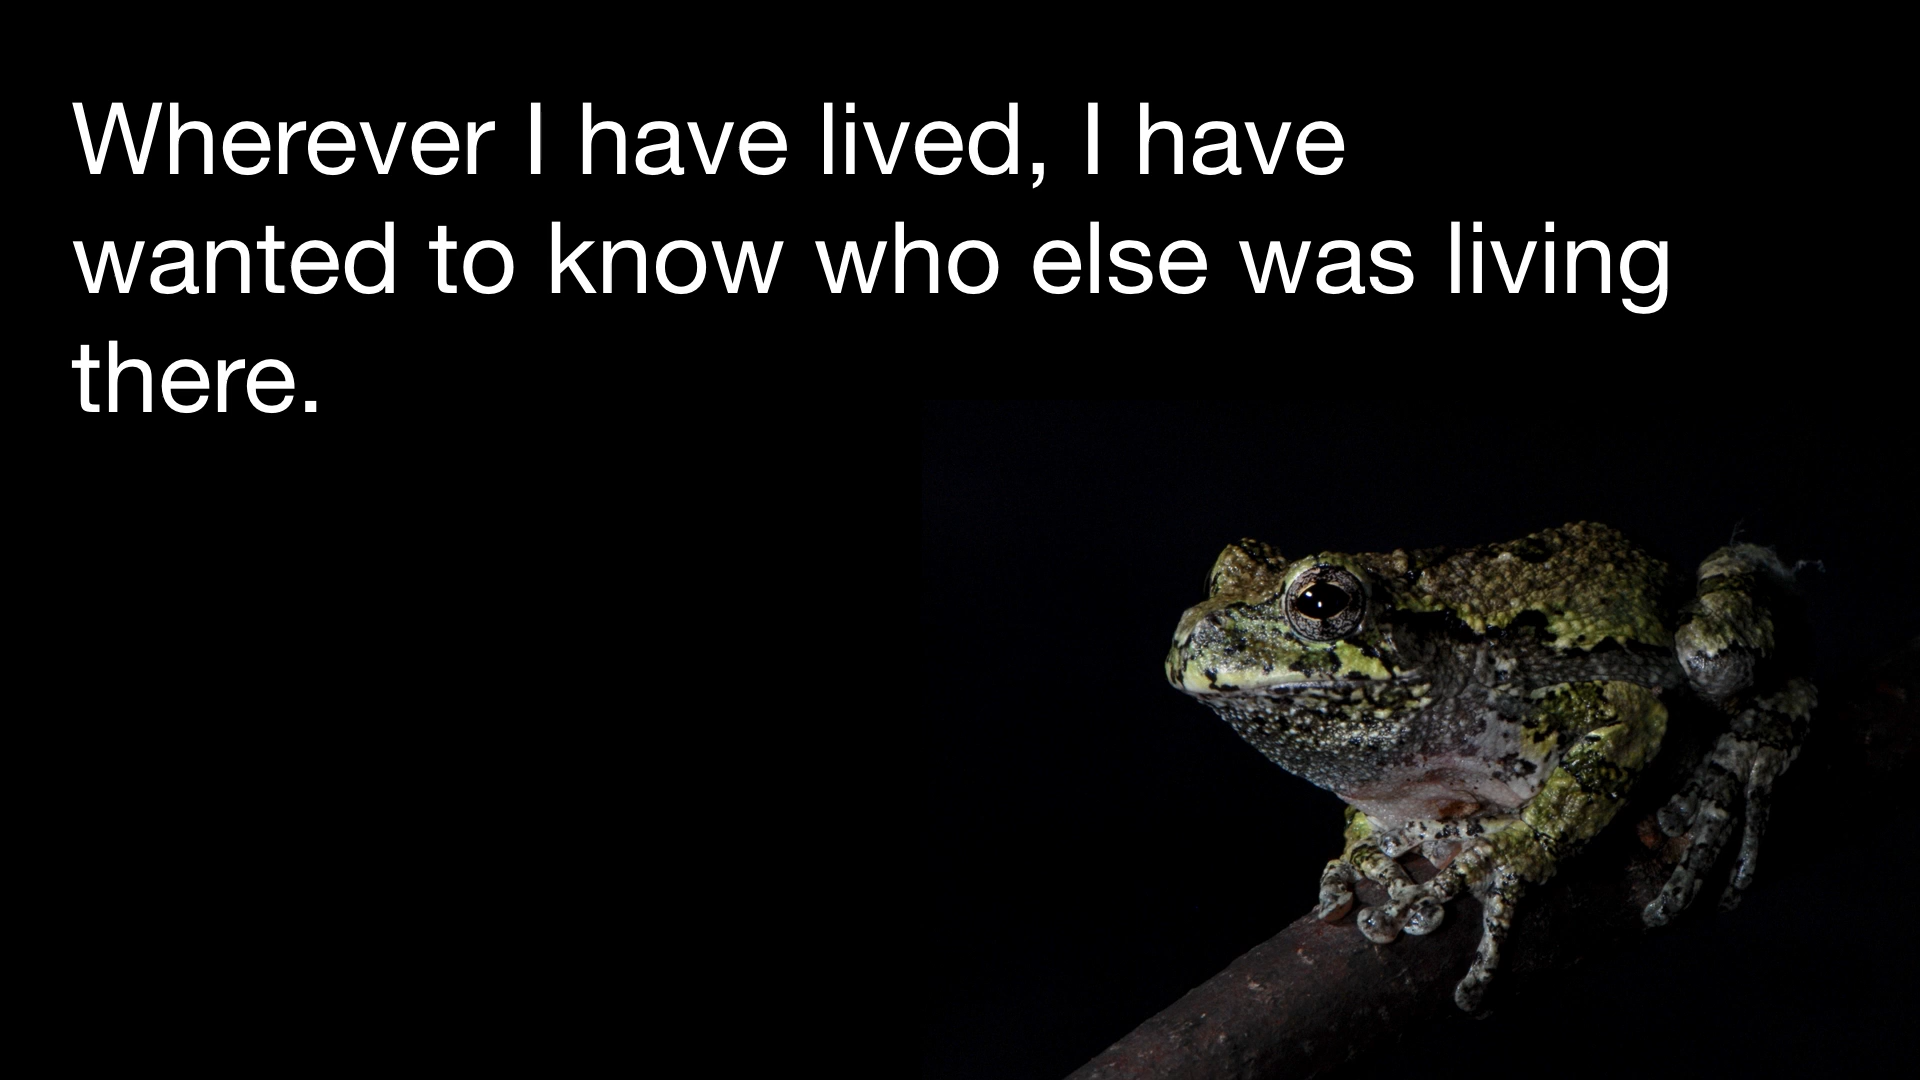 Wherever I have lived, I have
wanted to know who else was living
there.